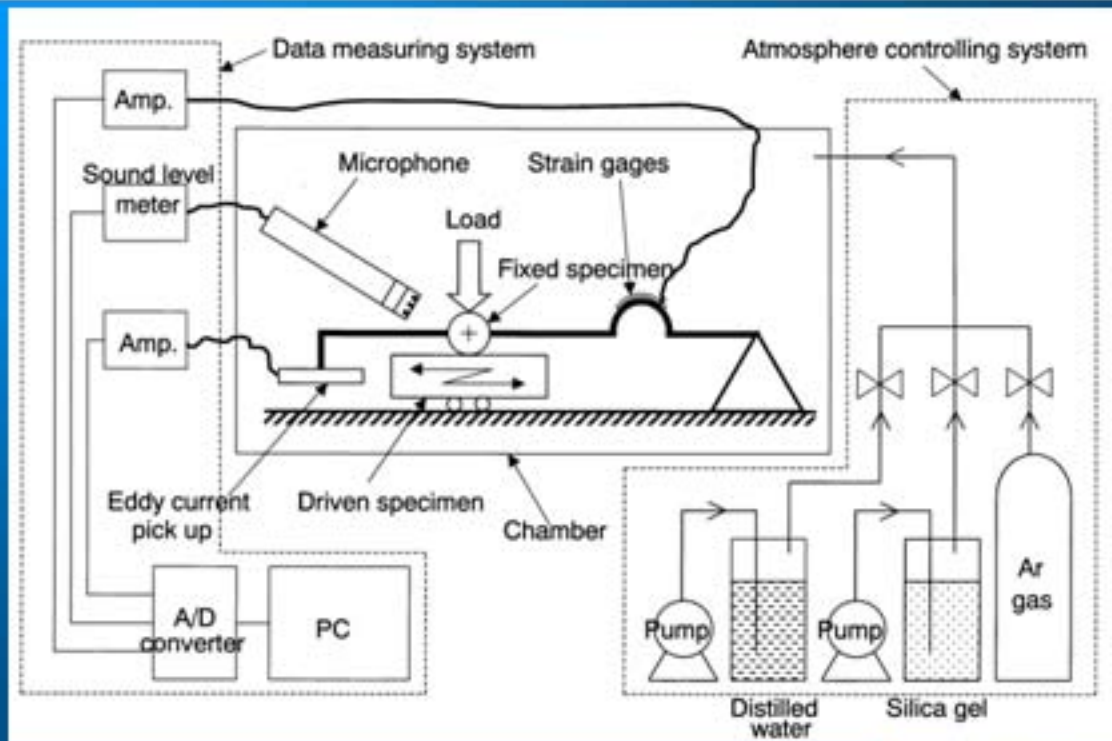 Data measuring system
Atmosphere controlling system
Amp.
Microphone
Strain gages
Sound level
meter
Load
Fixed specimen
Amp.
Eddy current
pick up
Driven specimen
Chamber
A/D
converter
PC
Pump
Pump
Ar
gas
Distilled
water
Silica gel